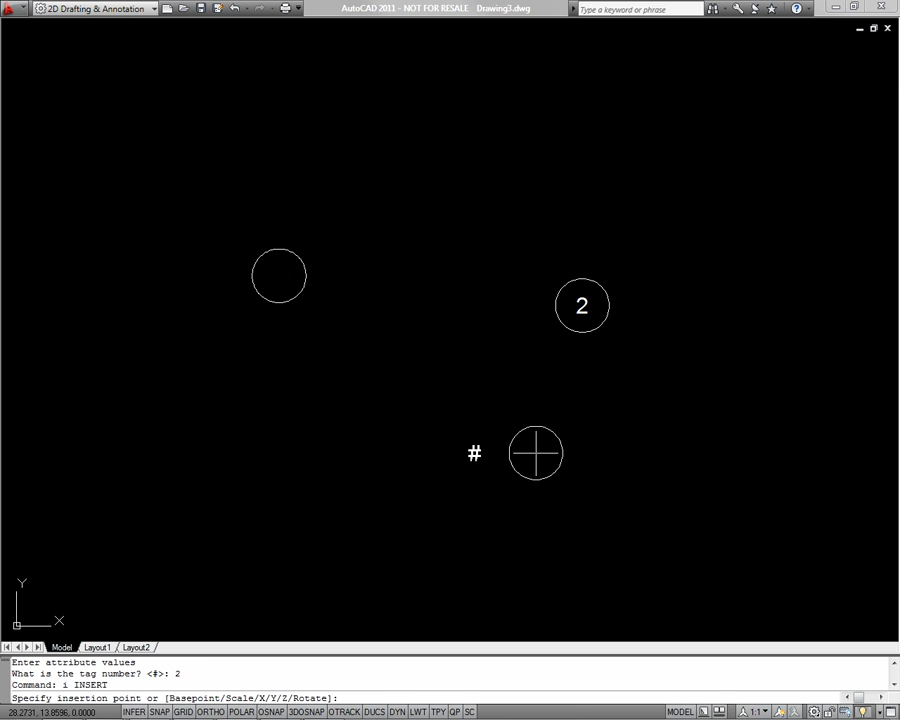 2D Drafting & Annotation
AutoCAD 2011 - NOT FOR RESALE Drawing3.dwg
Type a keyword or phrase
2
#
Y
X
Model Layout1 Layout2
Enter attribute values
What is the tag number? <#>: 2
Command: i INSERT
Specify insertion point or [Basepoint/Scale/X/Y/Z/Rotate]:
28.2731, 13.8596, 0.0000 INFER SNAP GRID ORTHO POLAR OSNAP 3DOSNAP OTRACK DUCS DYN LWT TPY QP SC MODEL 1:1